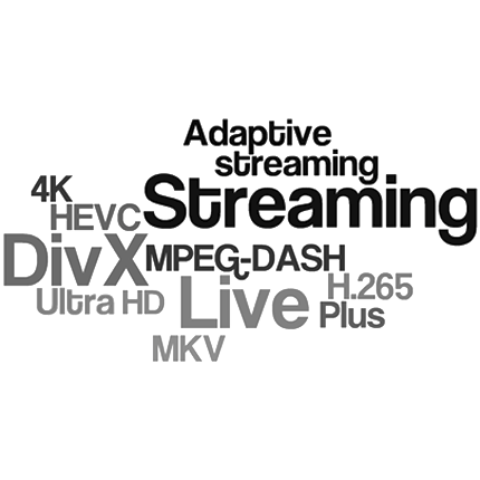 Adaptive
streaming
4K
Streaming
HEVC
DivX
MPEG-DASH
Ultra HD
Live
H.265
Plus
MKV